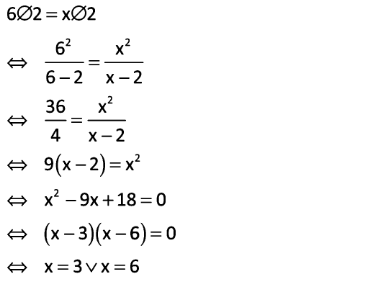 6∅2 = x∅2
⇔ 6²/(6 − 2) = x²/(x − 2)
⇔ 36/4 = x²/(x − 2)
⇔ 9(x − 2) = x²
⇔ x² − 9x + 18 = 0
⇔ (x − 3)(x − 6) = 0
⇔ x = 3 ∨ x = 6